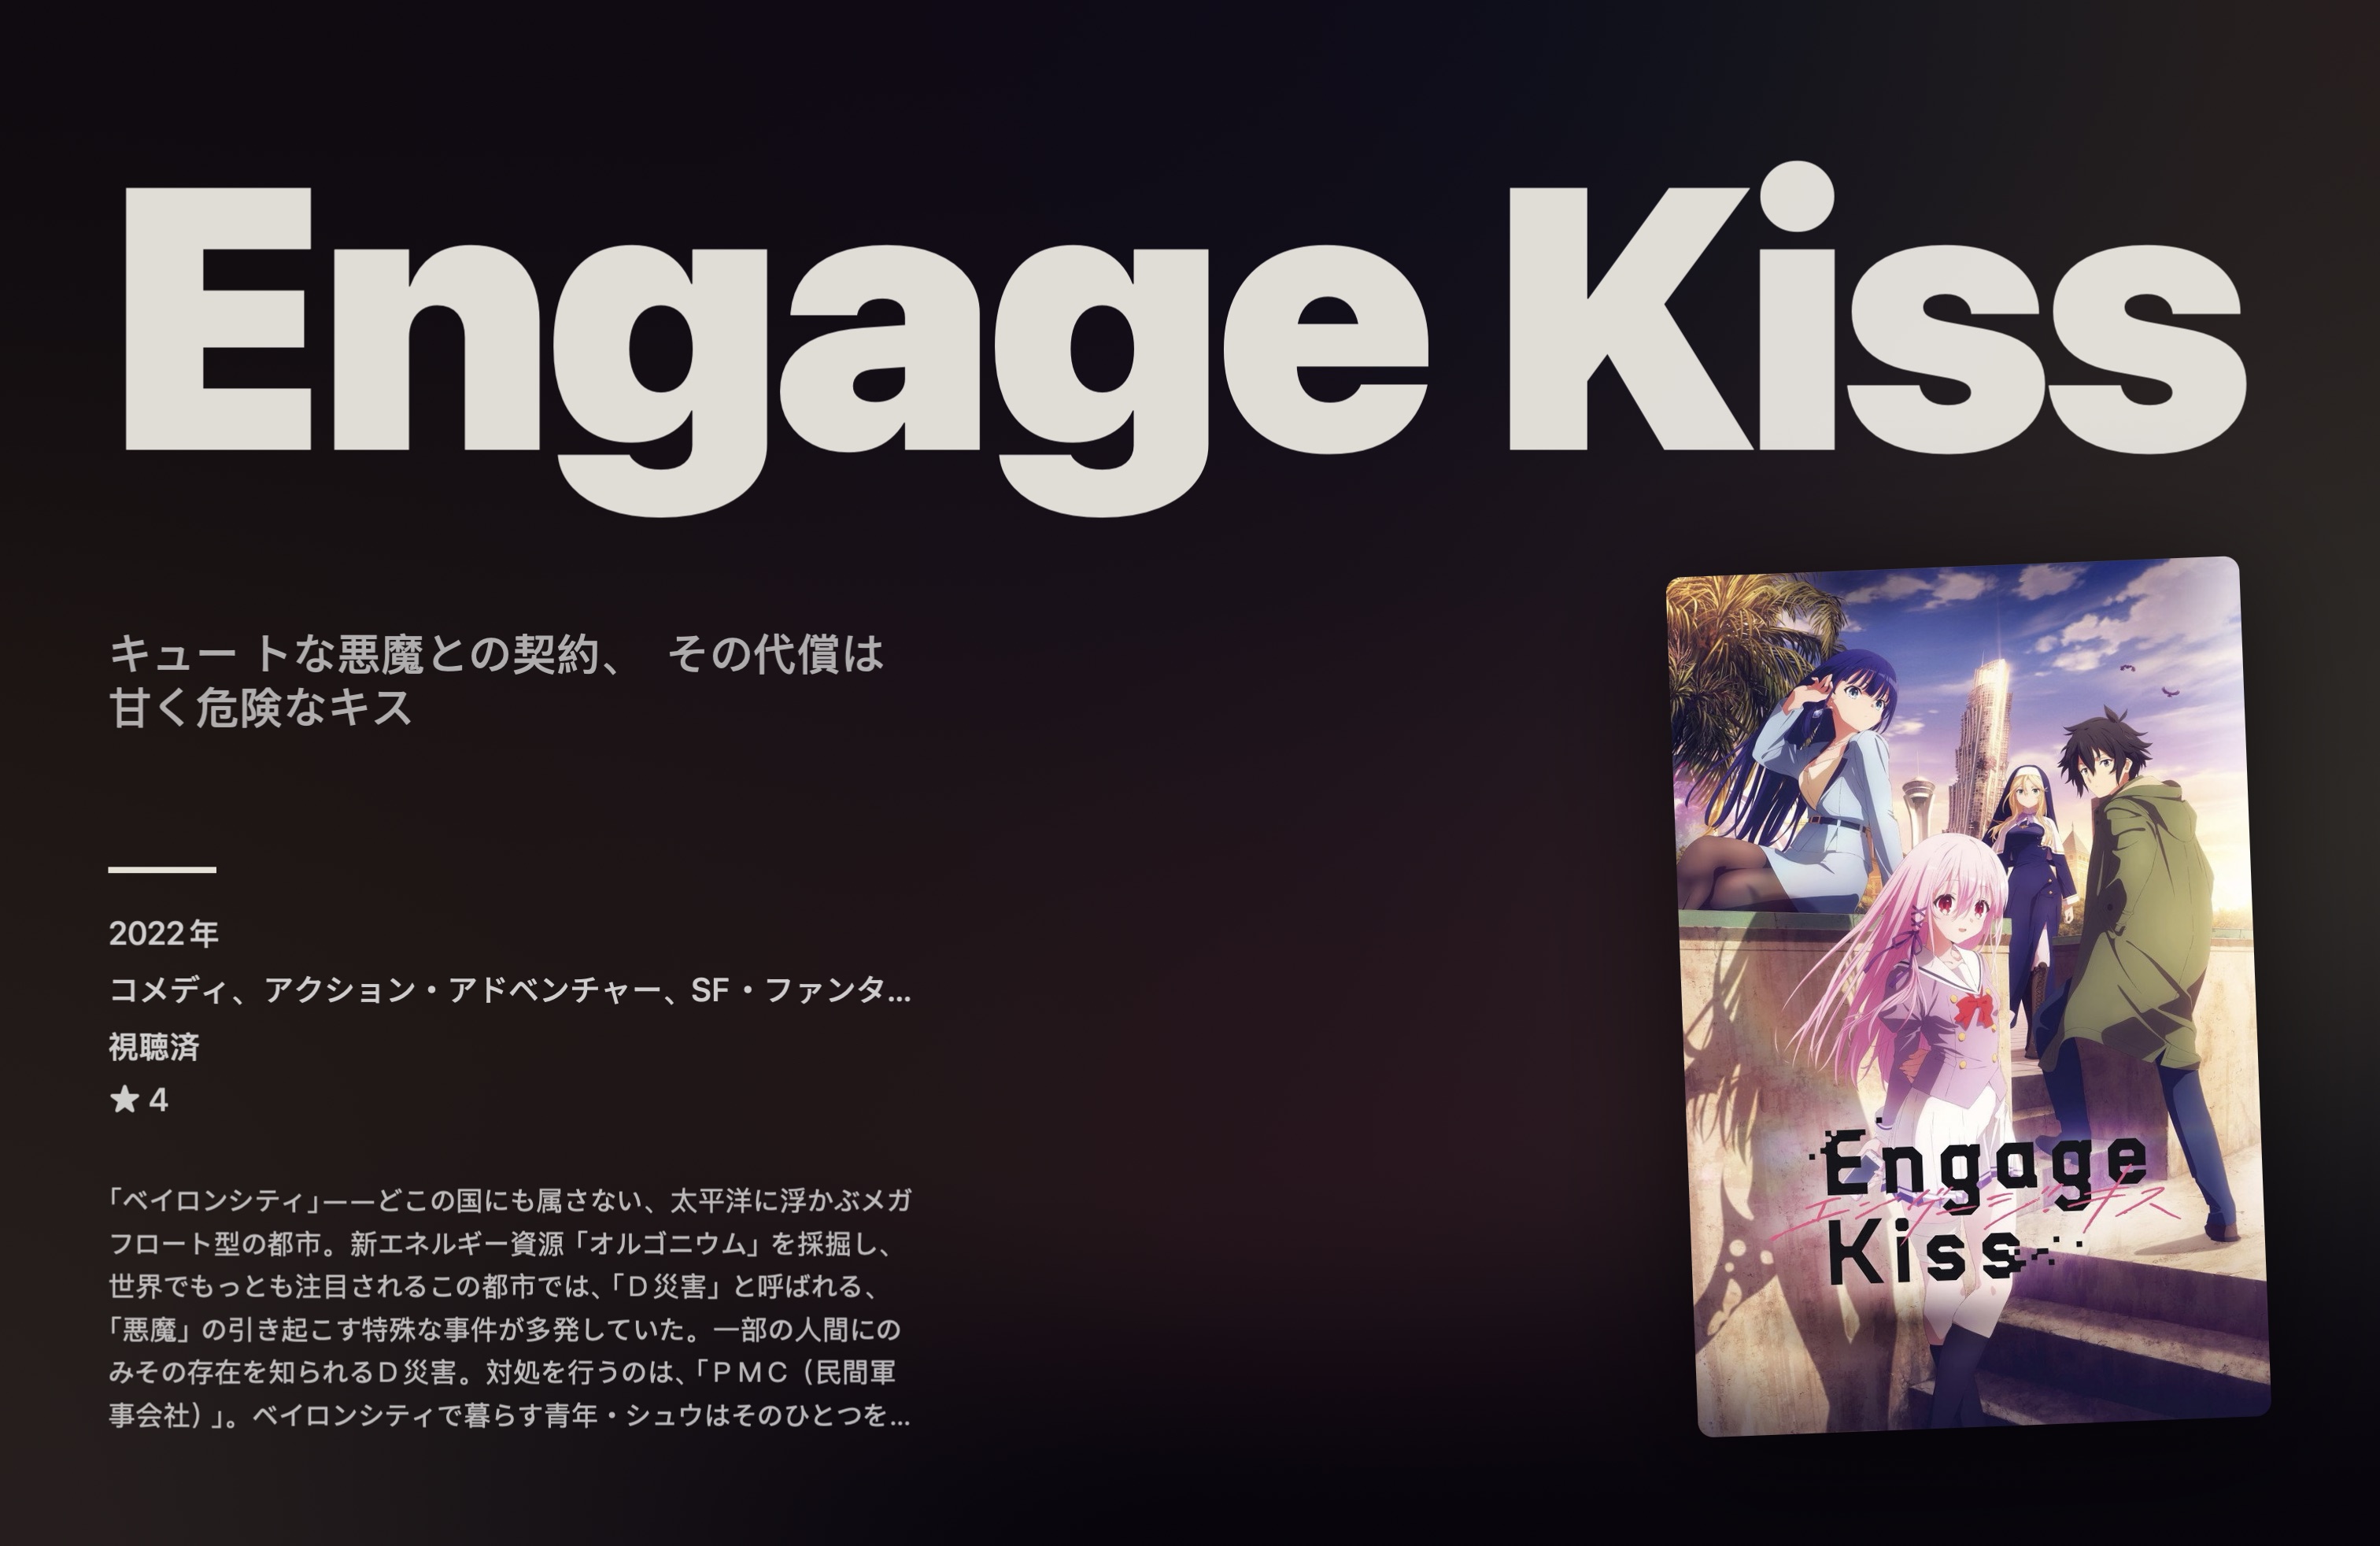 Engage Kiss
キュートな悪魔との契約、　その代償は
甘く危険なキス
2022年
コメディ、アクション・アドベンチャー、SF・ファンタ...
視聴済
★ 4
「ベイロンシティ」——どこの国にも属さない、太平洋に浮かぶメガ
フロート型の都市。新エネルギー資源「オルゴニウム」を採掘し、
世界でもっとも注目されるこの都市では、「Ｄ災害」と呼ばれる、
「悪魔」の引き起こす特殊な事件が多発していた。一部の人間にの
みその存在を知られるＤ災害。対処を行うのは、「ＰＭＣ（民間軍
事会社）」。ベイロンシティで暮らす青年・シュウはそのひとつを...
Engage
エンゲージ・キス
Kiss